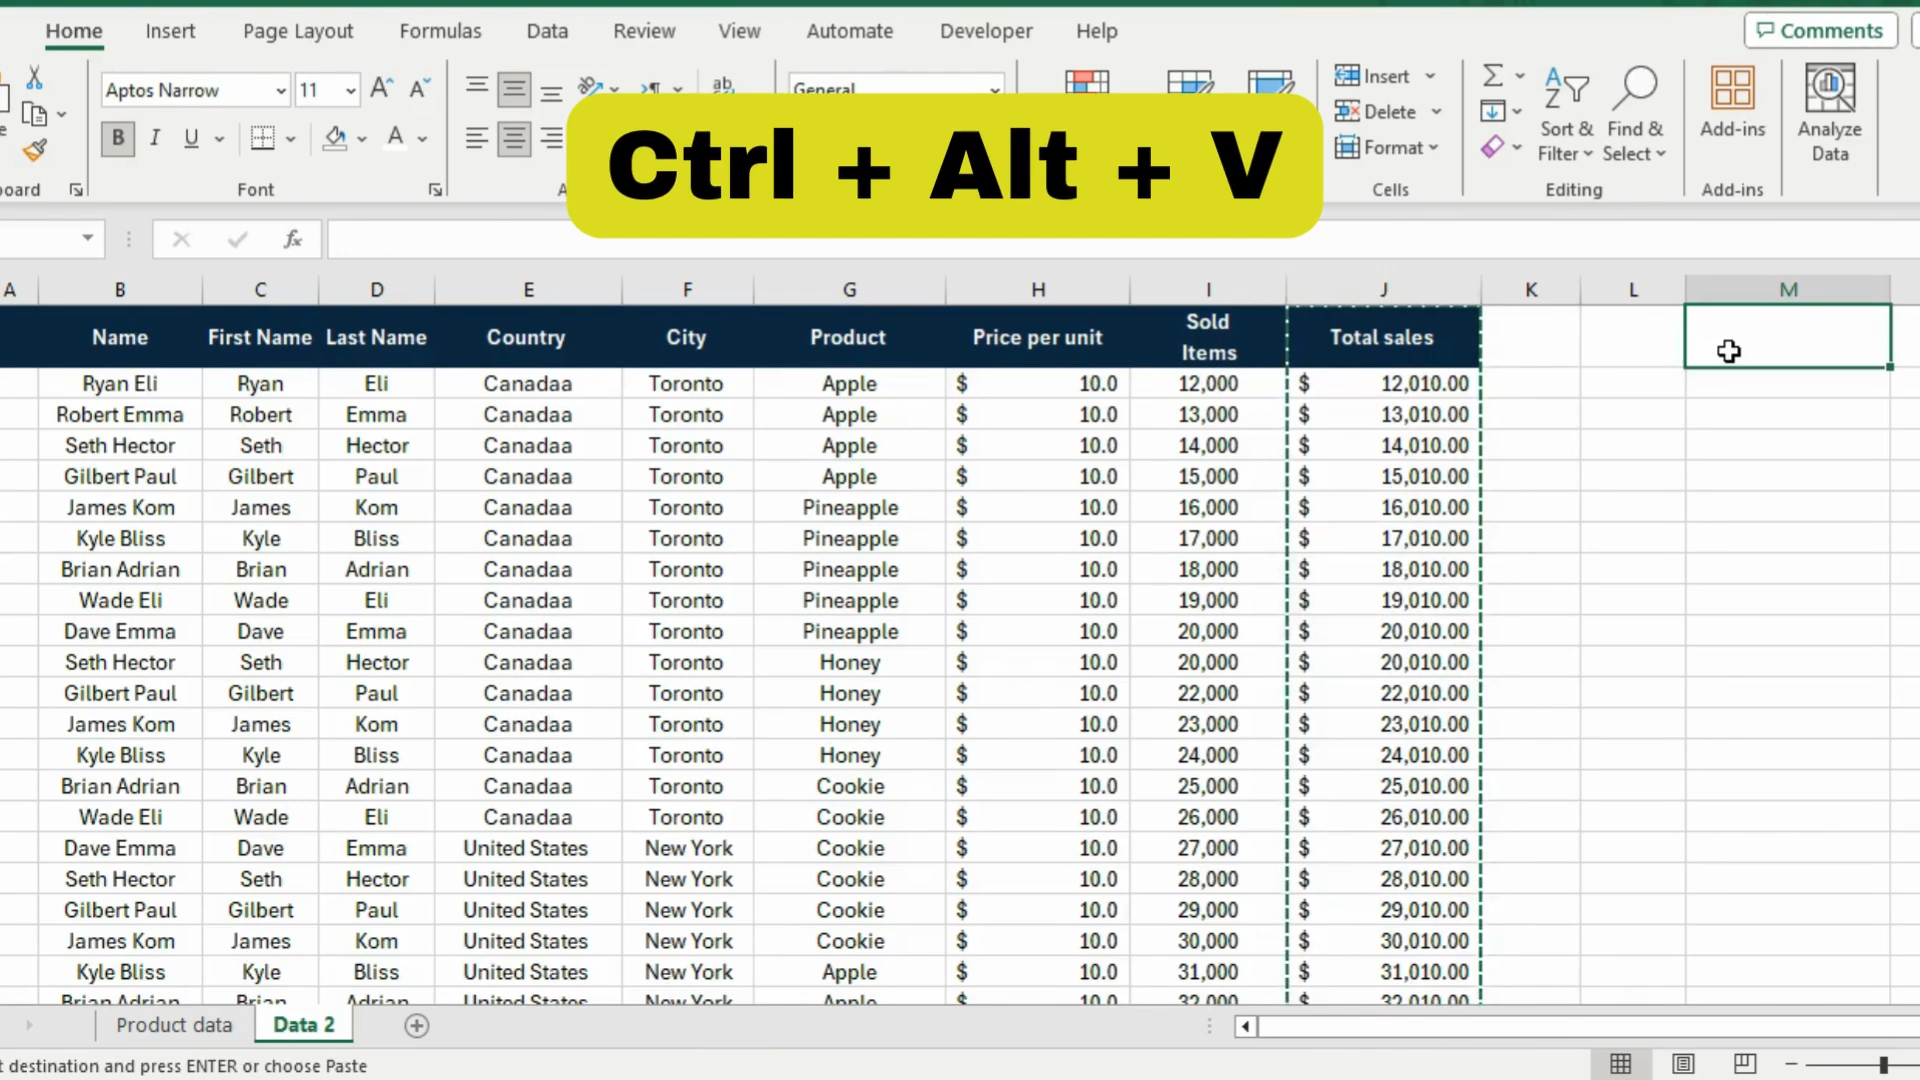 Home Insert Page Layout Formulas Data Review View Automate Developer Help Comments
Aptos Narrow 11 General Insert Delete Format
B I U A
Sort & Filter Find & Select Add-ins Analyze Data
Font Cells Editing Add-ins
Ctrl + Alt + V
fx
A B C D E F G H I J K L M
Name First Name Last Name Country City Product Price per unit Sold Items Total sales
Ryan Eli Ryan Eli Canadaa Toronto Apple $ 10.0 12,000 $ 12,010.00
Robert Emma Robert Emma Canadaa Toronto Apple $ 10.0 13,000 $ 13,010.00
Seth Hector Seth Hector Canadaa Toronto Apple $ 10.0 14,000 $ 14,010.00
Gilbert Paul Gilbert Paul Canadaa Toronto Apple $ 10.0 15,000 $ 15,010.00
James Kom James Kom Canadaa Toronto Pineapple $ 10.0 16,000 $ 16,010.00
Kyle Bliss Kyle Bliss Canadaa Toronto Pineapple $ 10.0 17,000 $ 17,010.00
Brian Adrian Brian Adrian Canadaa Toronto Pineapple $ 10.0 18,000 $ 18,010.00
Wade Eli Wade Eli Canadaa Toronto Pineapple $ 10.0 19,000 $ 19,010.00
Dave Emma Dave Emma Canadaa Toronto Pineapple $ 10.0 20,000 $ 20,010.00
Seth Hector Seth Hector Canadaa Toronto Honey $ 10.0 20,000 $ 20,010.00
Gilbert Paul Gilbert Paul Canadaa Toronto Honey $ 10.0 22,000 $ 22,010.00
James Kom James Kom Canadaa Toronto Honey $ 10.0 23,000 $ 23,010.00
Kyle Bliss Kyle Bliss Canadaa Toronto Honey $ 10.0 24,000 $ 24,010.00
Brian Adrian Brian Adrian Canadaa Toronto Cookie $ 10.0 25,000 $ 25,010.00
Wade Eli Wade Eli Canadaa Toronto Cookie $ 10.0 26,000 $ 26,010.00
Dave Emma Dave Emma United States New York Cookie $ 10.0 27,000 $ 27,010.00
Seth Hector Seth Hector United States New York Cookie $ 10.0 28,000 $ 28,010.00
Gilbert Paul Gilbert Paul United States New York Cookie $ 10.0 29,000 $ 29,010.00
James Kom James Kom United States New York Cookie $ 10.0 30,000 $ 30,010.00
Kyle Bliss Kyle Bliss United States New York Apple $ 10.0 31,000 $ 31,010.00
Brian Adrian Brian Adrian United States New York Apple $ 10.0 32,000 $ 32,010.00
Product data Data 2
destination and press ENTER or choose Paste